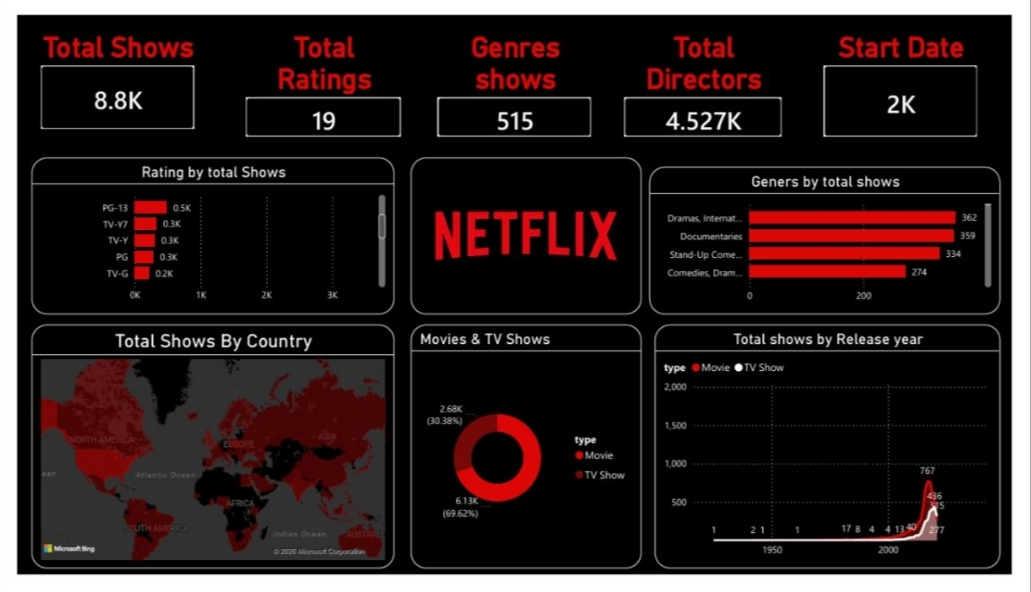 Total Shows
8.8K
Total
Ratings
19
Genres
shows
515
Total
Directors
4.527K
Start Date
2K
Rating by total Shows
PG-13 0.5K
TV-Y7 0.3K
TV-Y 0.3K
PG 0.3K
TV-G 0.2K
0K 1K 2K 3K
NETFLIX
Geners by total shows
Dramas, Internat... 362
Documentaries 359
Stand-Up Come... 334
Comedies, Dram... 274
0 200
Total Shows By Country
NORTH AMERICA
EUROPE
ASIA
Atlantic Ocean
ean
AFRICA
SOUTH AMERICA
Indian Ocean
AUSTRAL
Microsoft Bing
Microsoft Corporation
Movies & TV Shows
2.68K
(30.38%)
6.13K
(69.62%)
type
Movie
TV Show
Total shows by Release year
type Movie TV Show
2,000
1,500
1,000
500
767
436
1 2 1 1 17 8 4 4 13 40
277
1950 2000